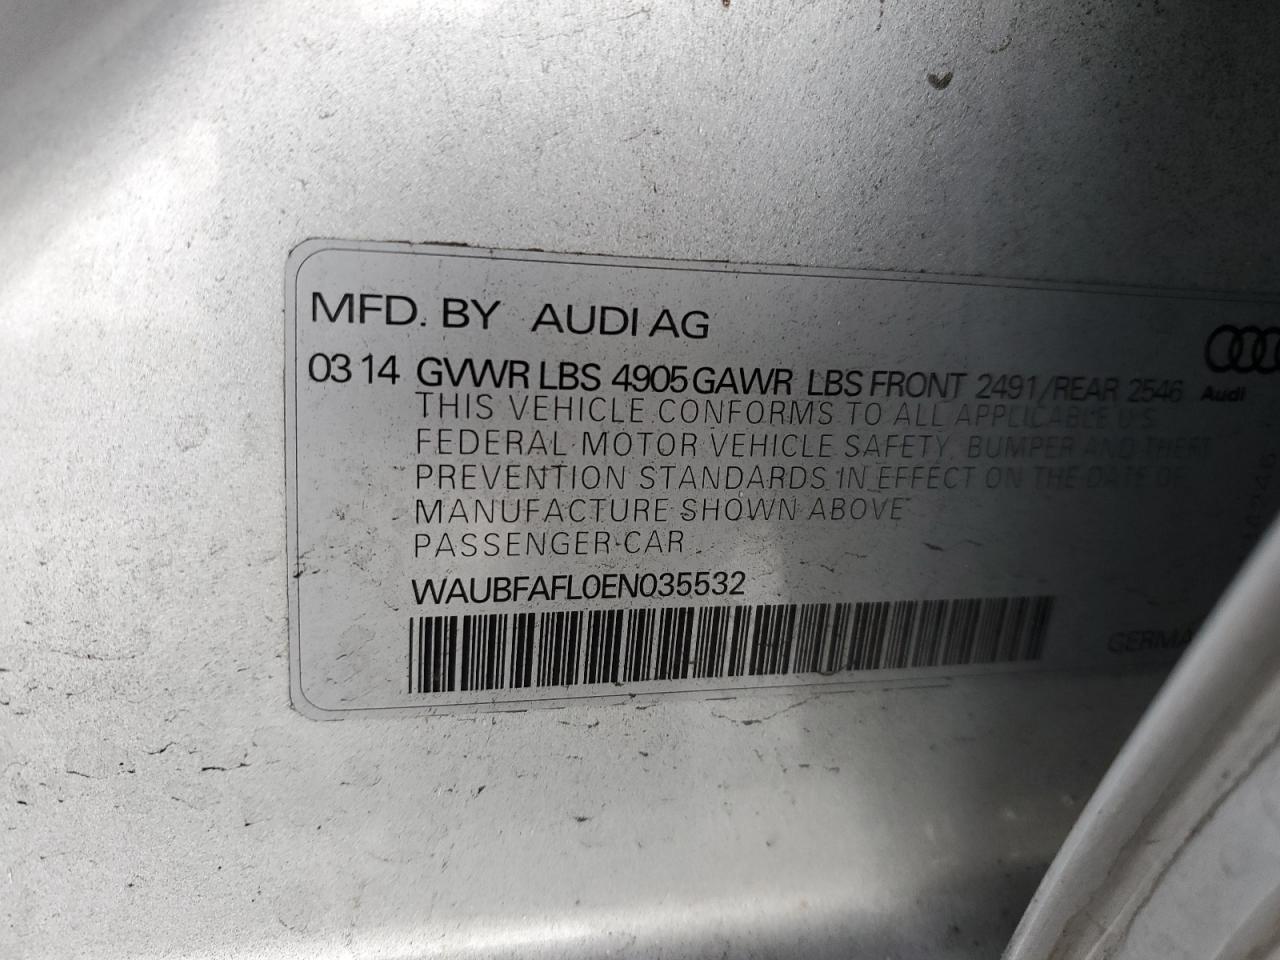 MFD. BY AUDI AG
03 14 GVWR LBS 4905 GAWR LBS FRONT 2491/REAR 2546
Audi
THIS VEHICLE CONFORMS TO ALL APPLICABLE U.S.
FEDERAL MOTOR VEHICLE SAFETY, BUMPER AND THEFT
PREVENTION STANDARDS IN EFFECT ON THE DATE OF
MANUFACTURE SHOWN ABOVE
PASSENGER CAR
WAUBFAFL0EN035532